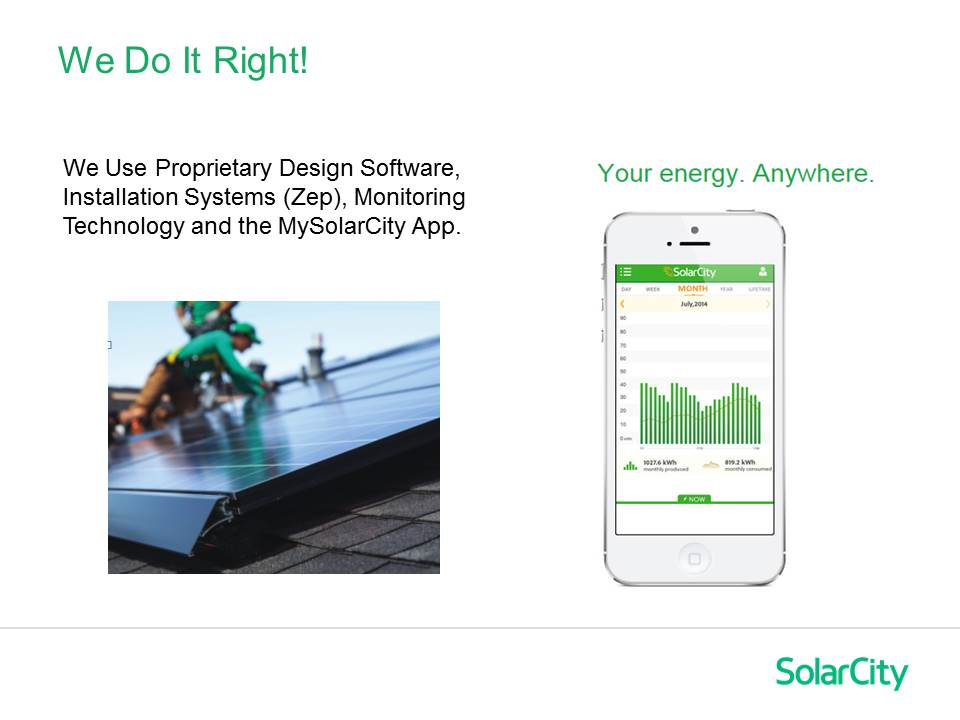 We Do It Right!
We Use Proprietary Design Software,
Installation Systems (Zep), Monitoring
Technology and the MySolarCity App.
Your energy. Anywhere.
SolarCity
DAY WEEK MONTH YEAR LIFETIME
July,2014
90
80
70
60
50
40
30
20
10
0
1027.6 kWh
monthly produced
819.2 kWh
monthly consumed
NOW
SolarCity